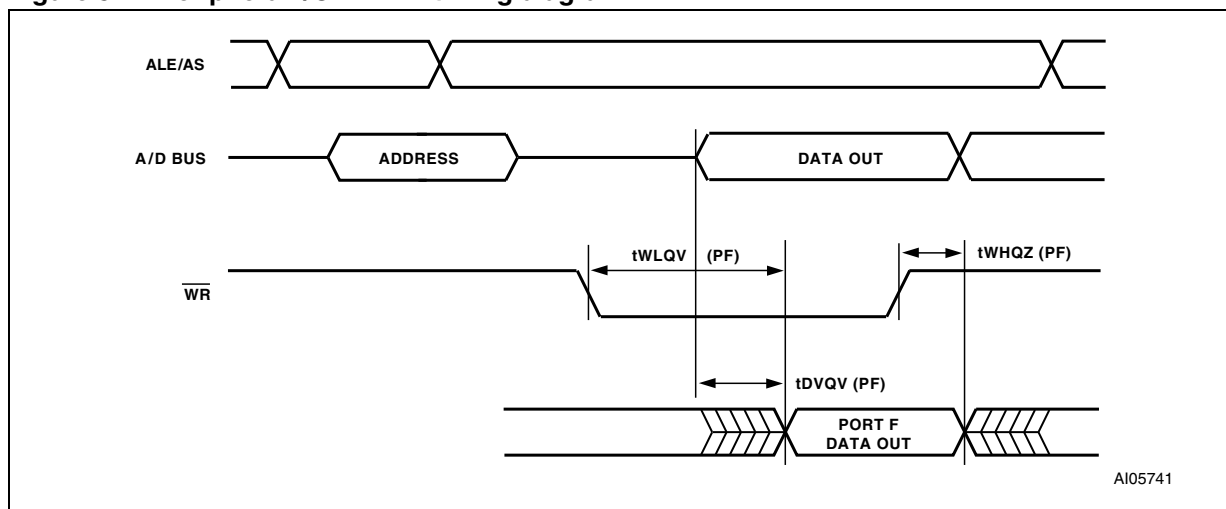 ALE/AS
A/D BUS
ADDRESS
DATA OUT
tWLQV (PF)
tWHQZ (PF)
WR
tDVQV (PF)
PORT F
DATA OUT
AI05741